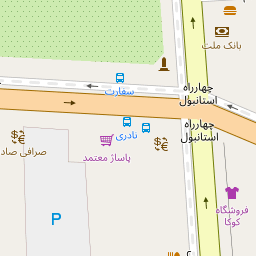 بانک ملت
چهارراه
استانبول
سفارت
چهارراه
استانبول
نادری
صرافی صاد
پاساژ معتمد
فروشگاه
کوکا
P